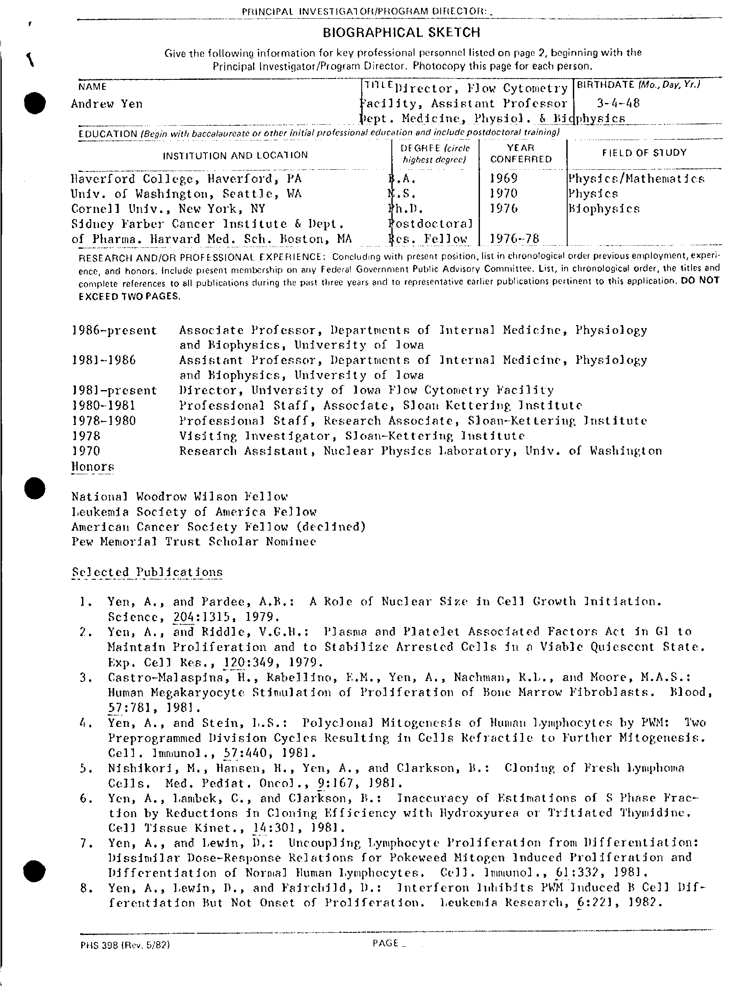 PRINCIPAL INVESTIGATOR/PROGRAM DIRECTOR:
BIOGRAPHICAL SKETCH
Give the following information for key professional personnel listed on page 2, beginning with the
Principal Investigator/Program Director. Photocopy this page for each person.
NAME
Andrew Yen
TITLE Director, Flow Cytometry
Facility, Assistant Professor
Dept. Medicine, Physiol. & Biophysics
BIRTHDATE (Mo., Day, Yr.)
3-4-48
EDUCATION (Begin with baccalaureate or other initial professional education and include postdoctoral training)
INSTITUTION AND LOCATION DEGREE (circle highest degree) YEAR CONFERRED FIELD OF STUDY
Haverford College, Haverford, PA B.A. 1969 Physics/Mathematics
Univ. of Washington, Seattle, WA M.S. 1970 Physics
Cornell Univ., New York, NY Ph.D. 1976 Biophysics
Sidney Farber Cancer Institute & Dept. Postdoctoral
of Pharma. Harvard Med. Sch. Boston, MA Res. Fellow 1976-78
RESEARCH AND/OR PROFESSIONAL EXPERIENCE: Concluding with present position, list in chronological order previous employment, experi-
ence, and honors. Include present membership on any Federal Government Public Advisory Committee. List, in chronological order, the titles and
complete references to all publications during the past three years and to representative earlier publications pertinent to this application. DO NOT
EXCEED TWO PAGES.
1986-present Associate Professor, Departments of Internal Medicine, Physiology
and Biophysics, University of Iowa
1981-1986 Assistant Professor, Departments of Internal Medicine, Physiology
and Biophysics, University of Iowa
1981-present Director, University of Iowa Flow Cytometry Facility
1980-1981 Professional Staff, Associate, Sloan Kettering Institute
1978-1980 Professional Staff, Research Associate, Sloan-Kettering Institute
1978 Visiting Investigator, Sloan-Kettering Institute
1970 Research Assistant, Nuclear Physics Laboratory, Univ. of Washington
Honors
National Woodrow Wilson Fellow
Leukemia Society of America Fellow
American Cancer Society Fellow (declined)
Pew Memorial Trust Scholar Nominee
Selected Publications
1. Yen, A., and Pardee, A.B.: A Role of Nuclear Size in Cell Growth Initiation.
Science, 204:1315, 1979.
2. Yen, A., and Riddle, V.G.H.: Plasma and Platelet Associated Factors Act in G1 to
Maintain Proliferation and to Stabilize Arrested Cells in a Viable Quiescent State.
Exp. Cell Res., 120:349, 1979.
3. Castro-Malaspina, H., Rabellino, E.M., Yen, A., Nachman, R.L., and Moore, M.A.S.:
Human Megakaryocyte Stimulation of Proliferation of Bone Marrow Fibroblasts. Blood,
57:781, 1981.
4. Yen, A., and Stein, L.S.: Polyclonal Mitogenesis of Human Lymphocytes by PWM: Two
Preprogrammed Division Cycles Resulting in Cells Refractile to Further Mitogenesis.
Cell. Immunol., 57:440, 1981.
5. Nishikori, M., Hansen, H., Yen, A., and Clarkson, B.: Cloning of Fresh Lymphoma
Cells. Med. Pediat. Oncol., 9:167, 1981.
6. Yen, A., Lambek, C., and Clarkson, B.: Inaccuracy of Estimations of S Phase Frac-
tion by Reductions in Cloning Efficiency with Hydroxyurea or Tritiated Thymidine.
Cell Tissue Kinet., 14:301, 1981.
7. Yen, A., and Lewin, D.: Uncoupling Lymphocyte Proliferation from Differentiation:
Dissimilar Dose-Response Relations for Pokeweed Mitogen Induced Proliferation and
Differentiation of Normal Human Lymphocytes. Cell. Immunol., 61:332, 1981.
8. Yen, A., Lewin, D., and Fairchild, D.: Interferon Inhibits PWM Induced B Cell Dif-
ferentiation But Not Onset of Proliferation. Leukemia Research, 6:221, 1982.
PHS 398 (Rev. 5/82) PAGE